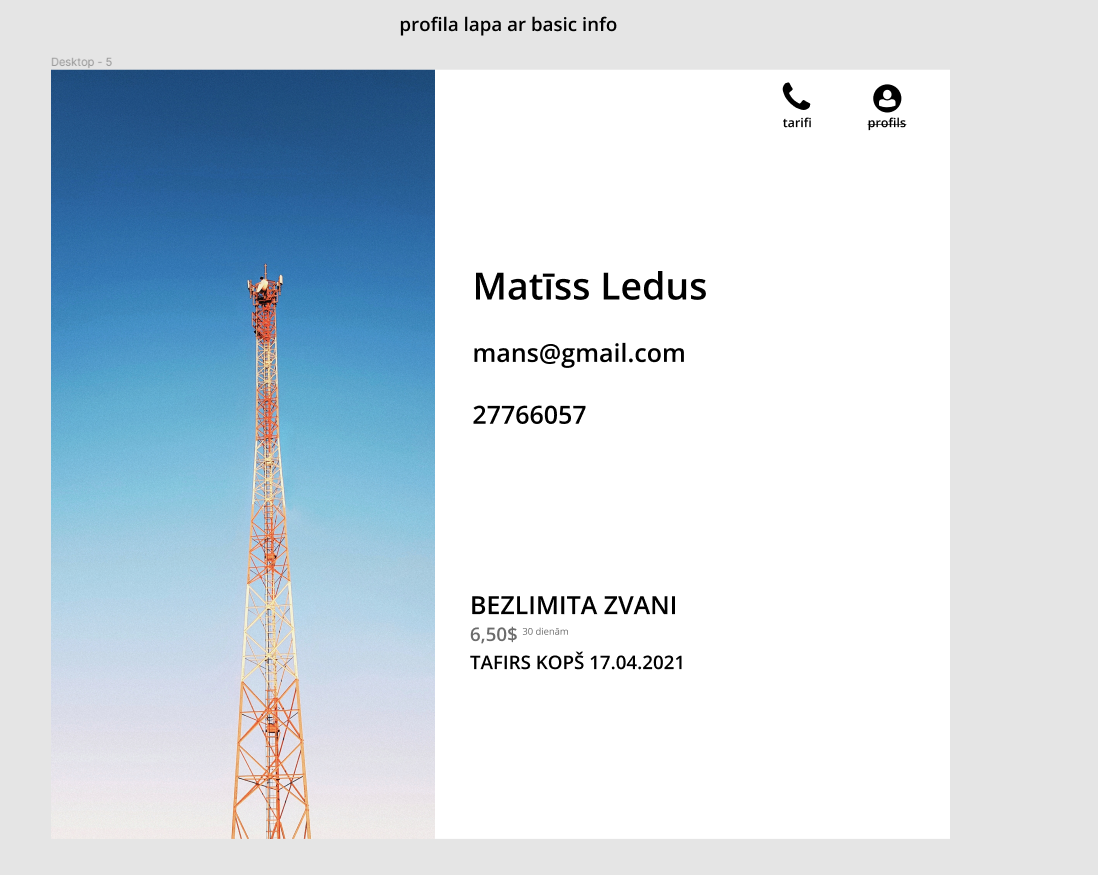 profila lapa ar basic info
Desktop - 5
tarifi
profils
Matīss Ledus
mans@gmail.com
27766057
BEZLIMITA ZVANI
6,50$ 30 dienām
TAFIRS KOPŠ 17.04.2021